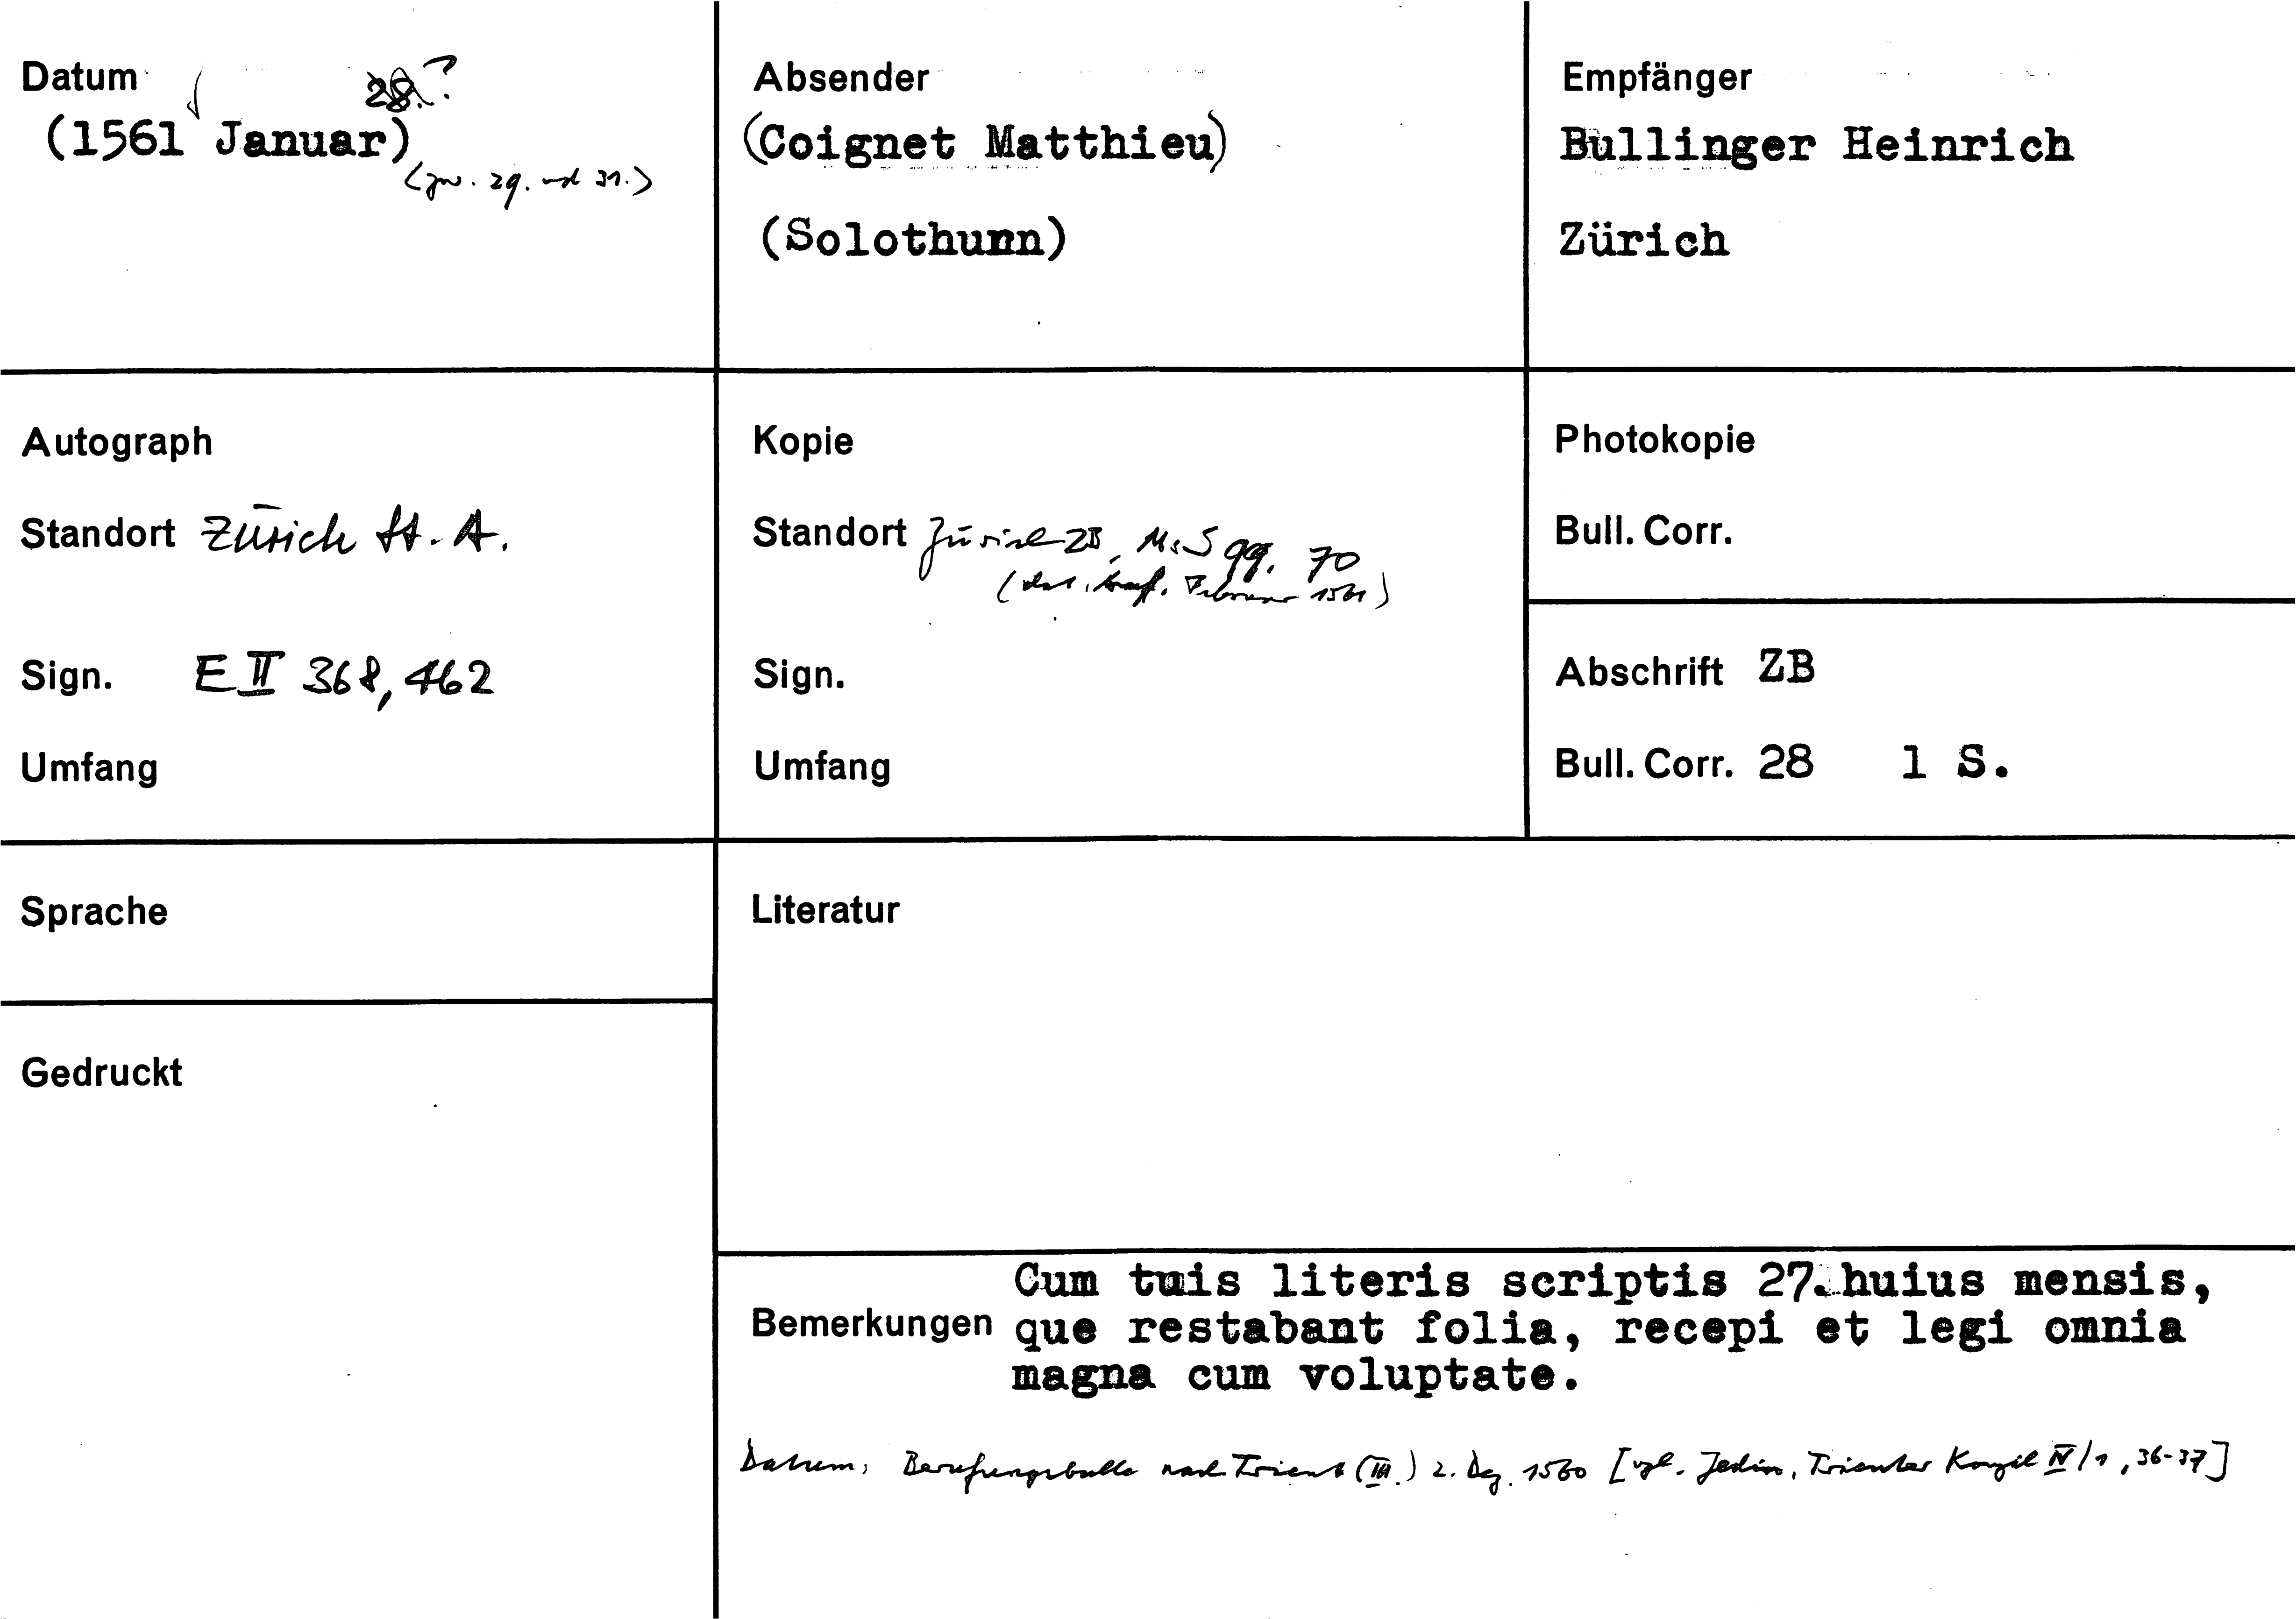 Datum
28.?
(1561 Januar)
(zw. 29. und 31.)
Absender
(Coignet Matthieu)
(Solothurn)
Empfänger
Bullinger Heinrich
Zürich
Autograph
Standort Zürich St. A.
Sign. E II 368, 462
Umfang
Kopie
Standort Zürich ZB, Ms S 99. 70
(dat. Februar 1561)
Sign.
Umfang
Photokopie
Bull. Corr.
Abschrift ZB
Bull. Corr. 28 1 S.
Sprache
Literatur
Gedruckt
Bemerkungen
Cum tuis literis scriptis 27. huius mensis,
que restabant folia, recepi et legi omnia
magna cum voluptate.
Datum: Berufungsbulle nach Trient (III.) 2. Dez. 1560 [vgl. Jedin, Trienter Konzil IV/1, 36-37]